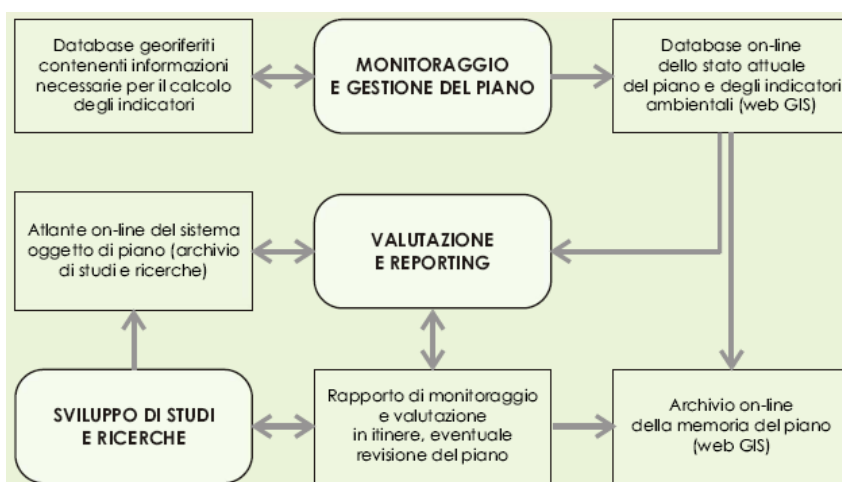 Database georiferiti
contenenti informazioni
necessarie per il calcolo
degli indicatori
MONITORAGGIO
E GESTIONE DEL PIANO
Database on-line
dello stato attuale
del piano e degli indicatori
ambientali (web GIS)
Atlante on-line del sistema
oggetto di piano (archivio
di studi e ricerche)
VALUTAZIONE
E REPORTING
SVILUPPO DI STUDI
E RICERCHE
Rapporto di monitoraggio
e valutazione
in itinere, eventuale
revisione del piano
Archivio on-line
della memoria del piano
(web GIS)